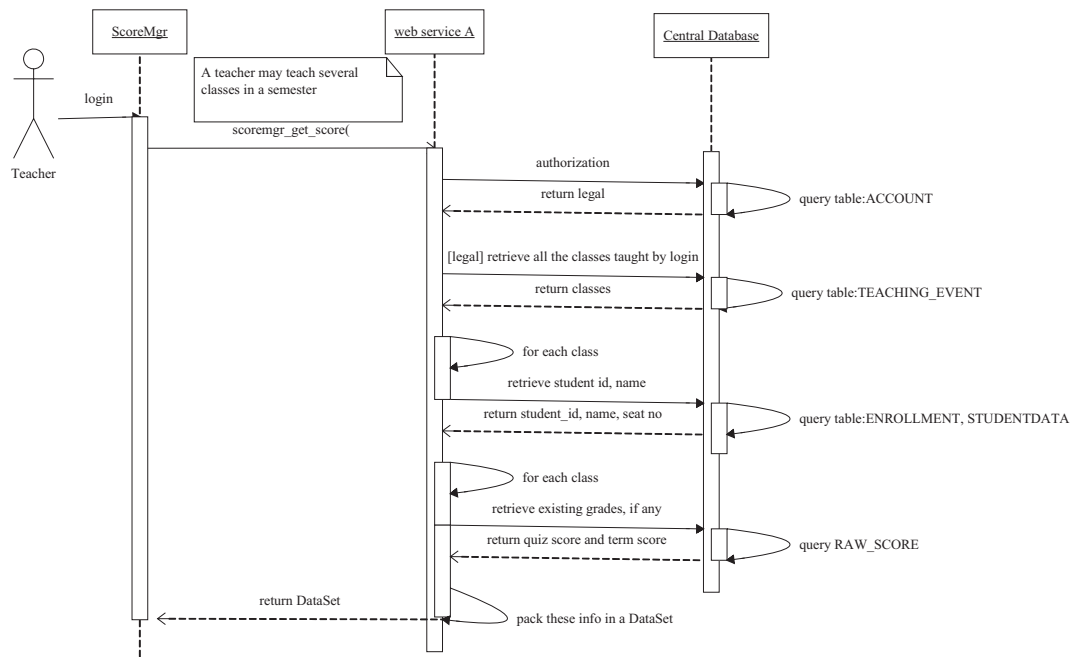 ScoreMgr
web service A
Central Database
A teacher may teach several
classes in a semester
login
Teacher
scoremgr_get_score(
authorization
return legal
query table:ACCOUNT
[legal] retrieve all the classes taught by login
return classes
query table:TEACHING_EVENT
for each class
retrieve student id, name
return student_id, name, seat no
query table:ENROLLMENT, STUDENTDATA
for each class
retrieve existing grades, if any
return quiz score and term score
query RAW_SCORE
return DataSet
pack these info in a DataSet